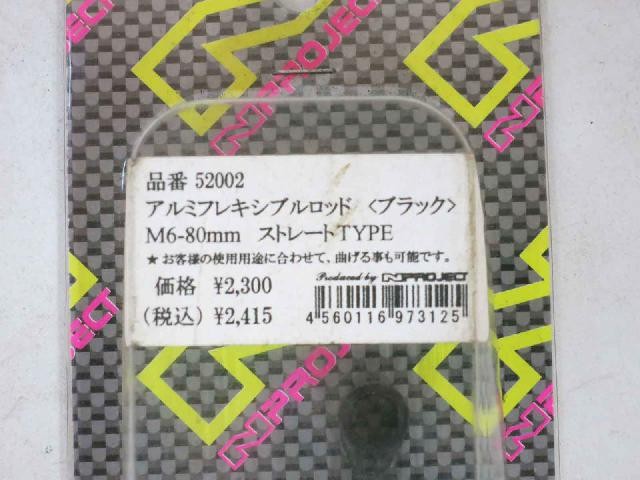 N PROJECT
品番 52002
アルミフレキシブルロッド 〈ブラック〉
M6-80mm ストレートTYPE
★ お客様の使用用途に合わせて、曲げる事も可能です。
価格 ¥2,300
Produced by N PROJECT
(税込) ¥2,415
4 560116 973125
PROJECT
N PROJECT